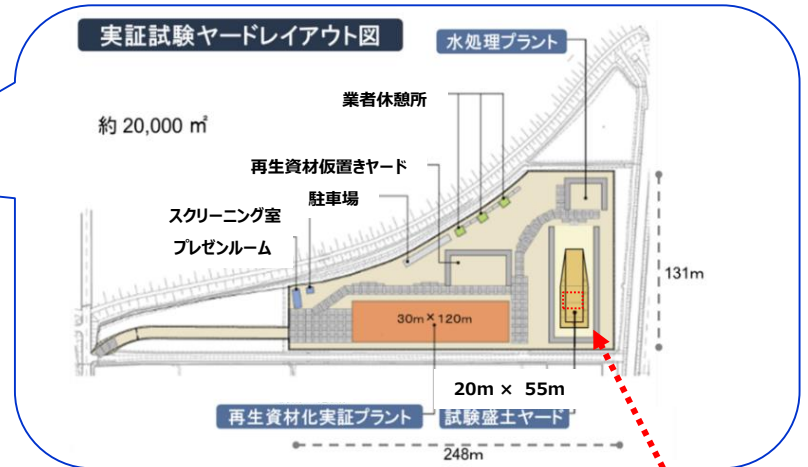 実証試験ヤードレイアウト図
水処理プラント
業者休憩所
約 20,000 ㎡
再生資材仮置きヤード
駐車場
スクリーニング室
プレゼンルーム
131m
30m×120m
20m × 55m
再生資材化実証プラント
試験盛土ヤード
248m